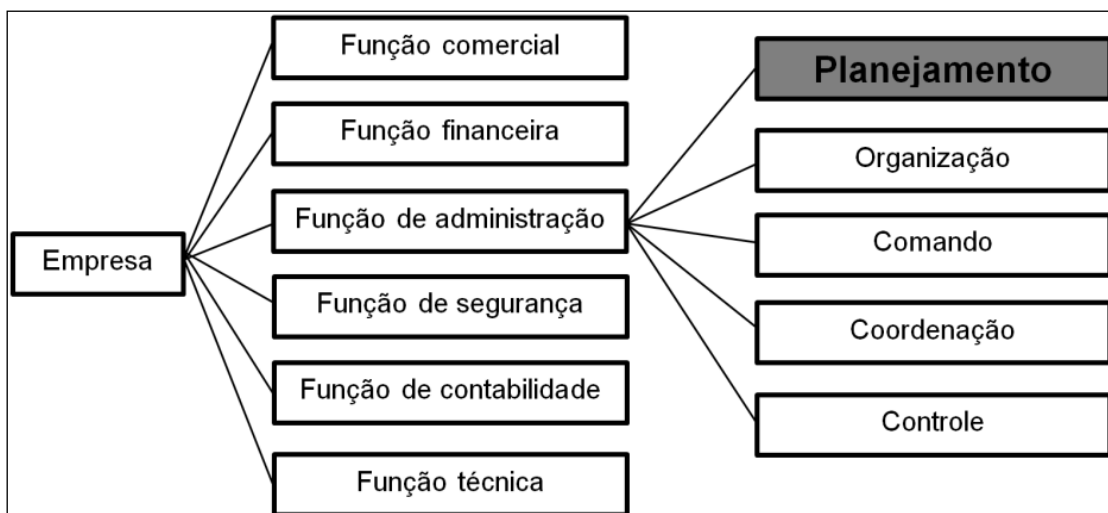 Empresa
Função comercial
Função financeira
Função de administração
Função de segurança
Função de contabilidade
Função técnica
Planejamento
Organização
Comando
Coordenação
Controle